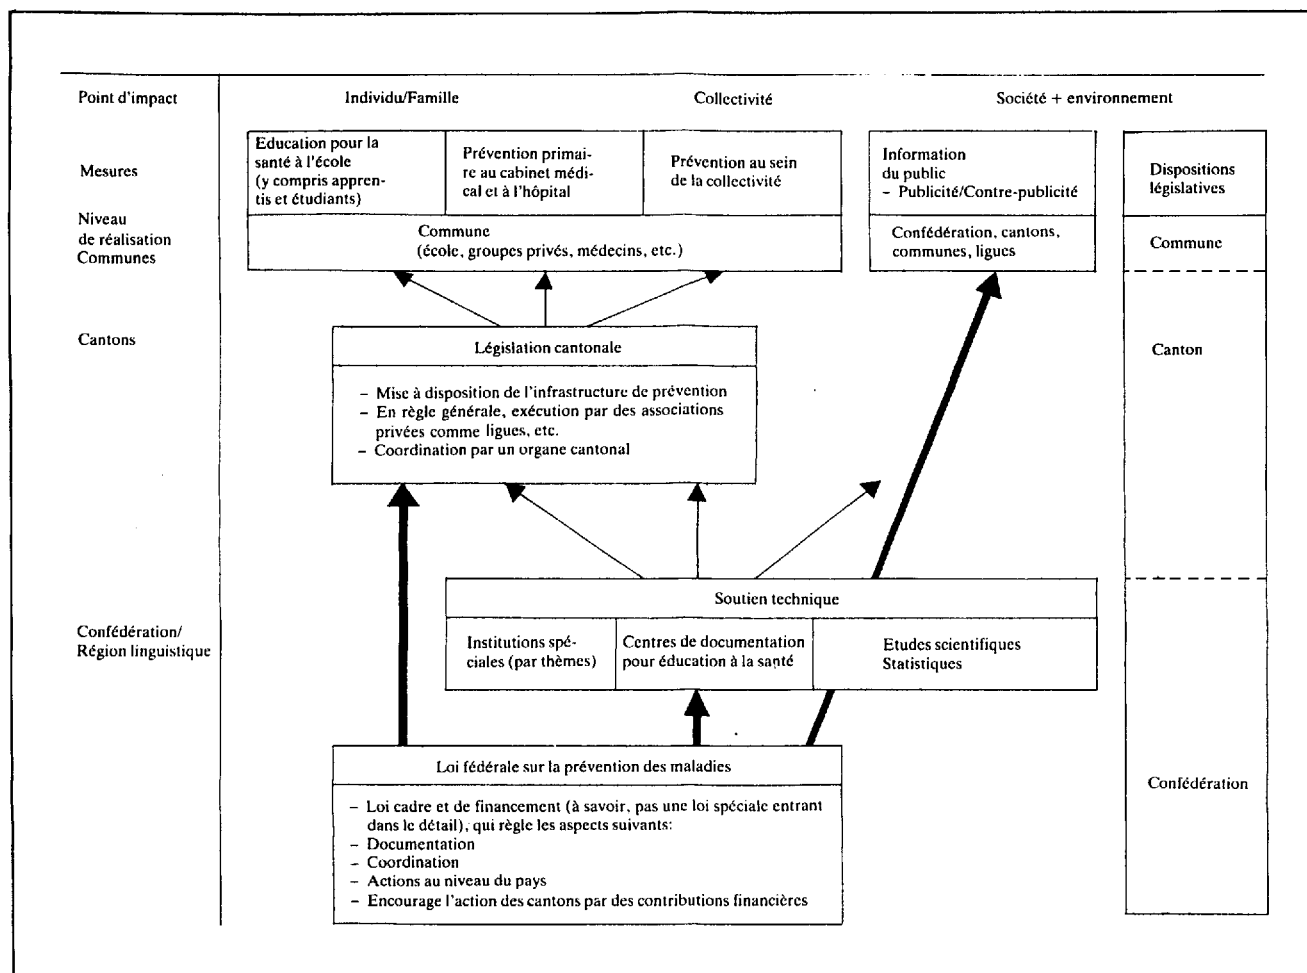 Point d'impact
Individu/Famille
Collectivité
Société + environnement
Mesures
Education pour la
santé à l'école
(y compris appren-
tis et étudiants)
Prévention primai-
re au cabinet médi-
cal et à l'hôpital
Prévention au sein
de la collectivité
Information
du public
– Publicité/Contre-publicité
Dispositions
législatives
Niveau
de réalisation
Communes
Commune
(école, groupes privés, médecins, etc.)
Confédération, cantons,
communes, ligues
Commune
Cantons
Législation cantonale
– Mise à disposition de l'infrastructure de prévention
– En règle générale, exécution par des associations
privées comme ligues, etc.
– Coordination par un organe cantonal
Canton
Confédération/
Région linguistique
Soutien technique
Institutions spé-
ciales (par thèmes)
Centres de documentation
pour éducation à la santé
Etudes scientifiques
Statistiques
Loi fédérale sur la prévention des maladies
– Loi cadre et de financement (à savoir, pas une loi spéciale entrant
dans le détail), qui règle les aspects suivants:
– Documentation
– Coordination
– Actions au niveau du pays
– Encourage l'action des cantons par des contributions financières
Confédération